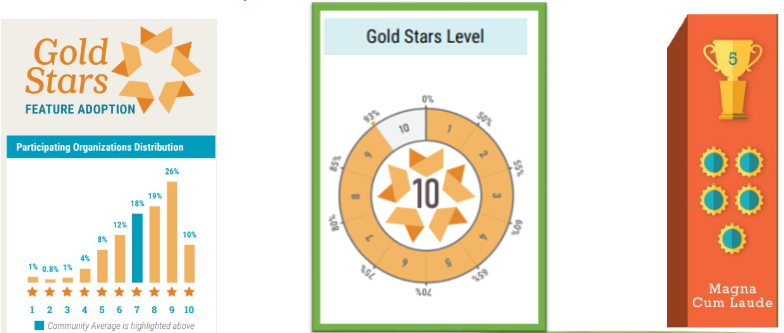 Gold
Stars
FEATURE ADOPTION
Participating Organizations Distribution
1% 0.8% 1% 4% 8% 12% 18% 19% 26% 10%
1 2 3 4 5 6 7 8 9 10
Community Average is highlighted above
Gold Stars Level
0% 50% 55% 60% 65% 70% 75% 80% 85% 93%
1 2 3 4 5 6 7 8 9 10
10
5
Magna
Cum Laude